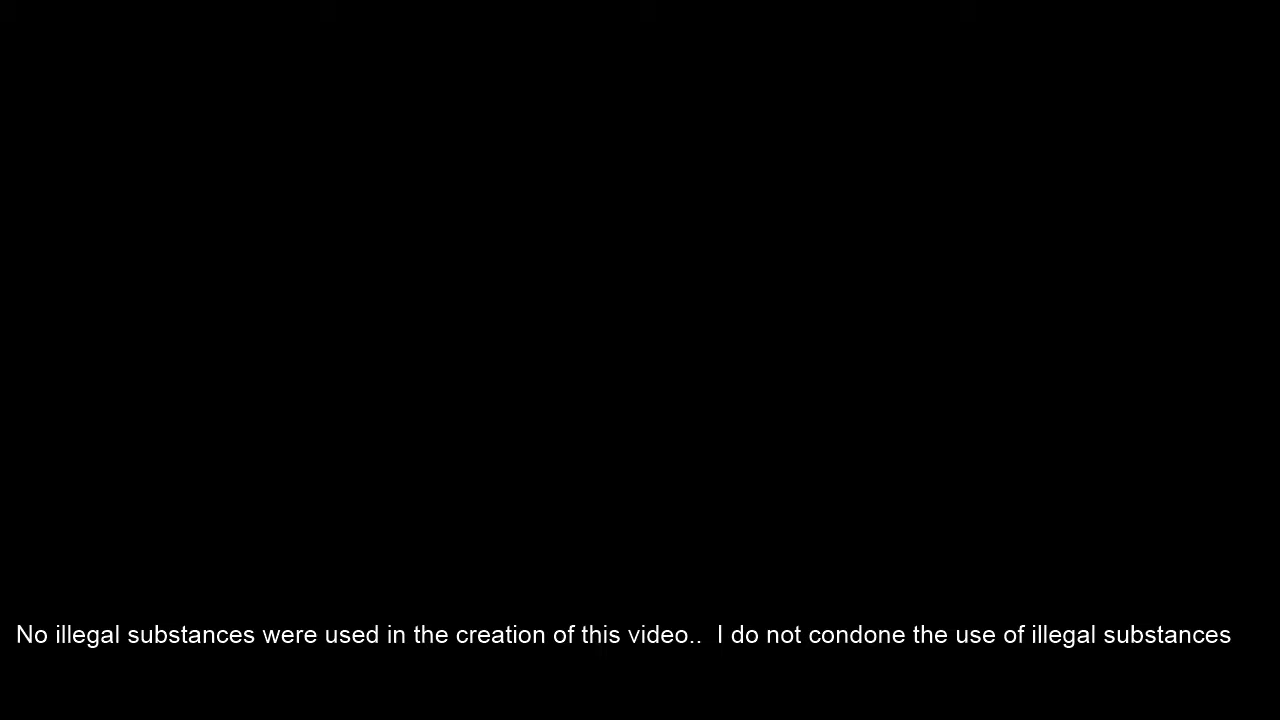 No illegal substances were used in the creation of this video..  I do not condone the use of illegal substances